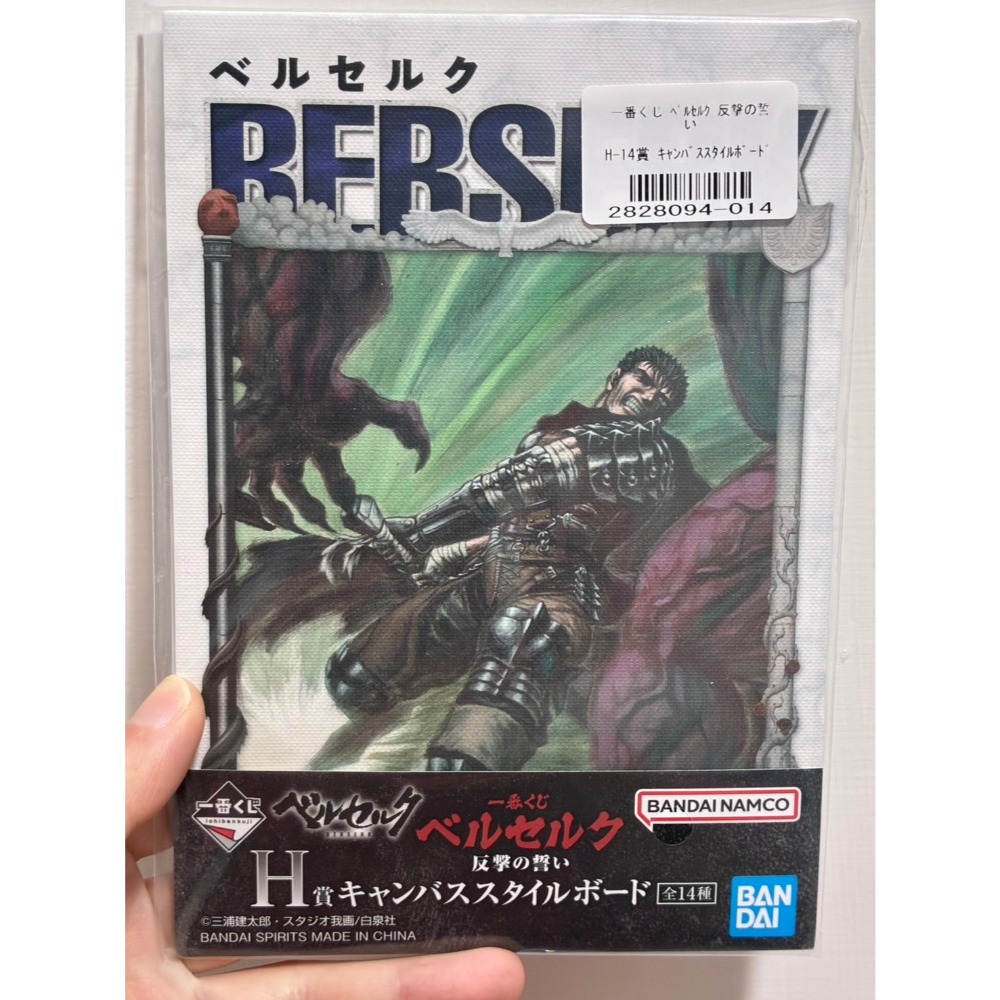 ベルセルク
BERSERK
一番くじ ﾍﾞﾙｾﾙｸ 反撃の誓
い
H-14賞 ｷｬﾝﾊﾞｽｽﾀｲﾙﾎﾞｰﾄﾞ
2828094-014
一番くじ
ichibankuji
ベルセルク
BERSERK
一番くじ
ベルセルク
反撃の誓い
BANDAI NAMCO
H賞キャンバススタイルボード 全14種
©三浦建太郎・スタジオ我画/白泉社
BANDAI SPIRITS MADE IN CHINA
BAN
DAI